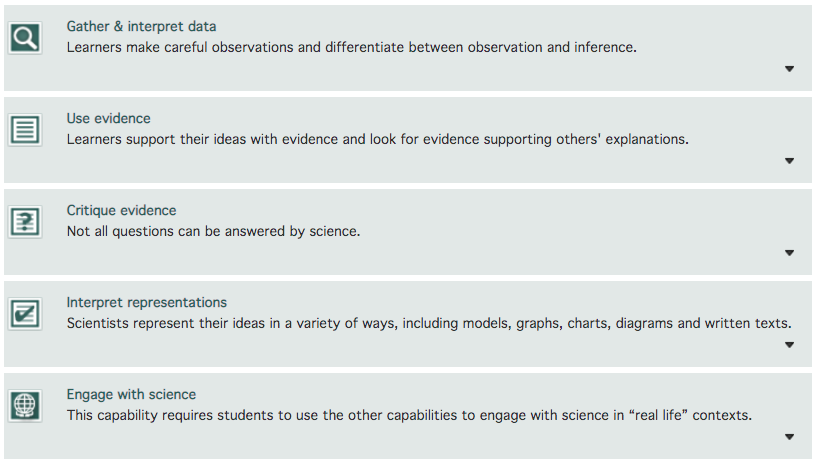 Gather & interpret data
Learners make careful observations and differentiate between observation and inference.
Use evidence
Learners support their ideas with evidence and look for evidence supporting others' explanations.
Critique evidence
Not all questions can be answered by science.
Interpret representations
Scientists represent their ideas in a variety of ways, including models, graphs, charts, diagrams and written texts.
Engage with science
This capability requires students to use the other capabilities to engage with science in “real life” contexts.